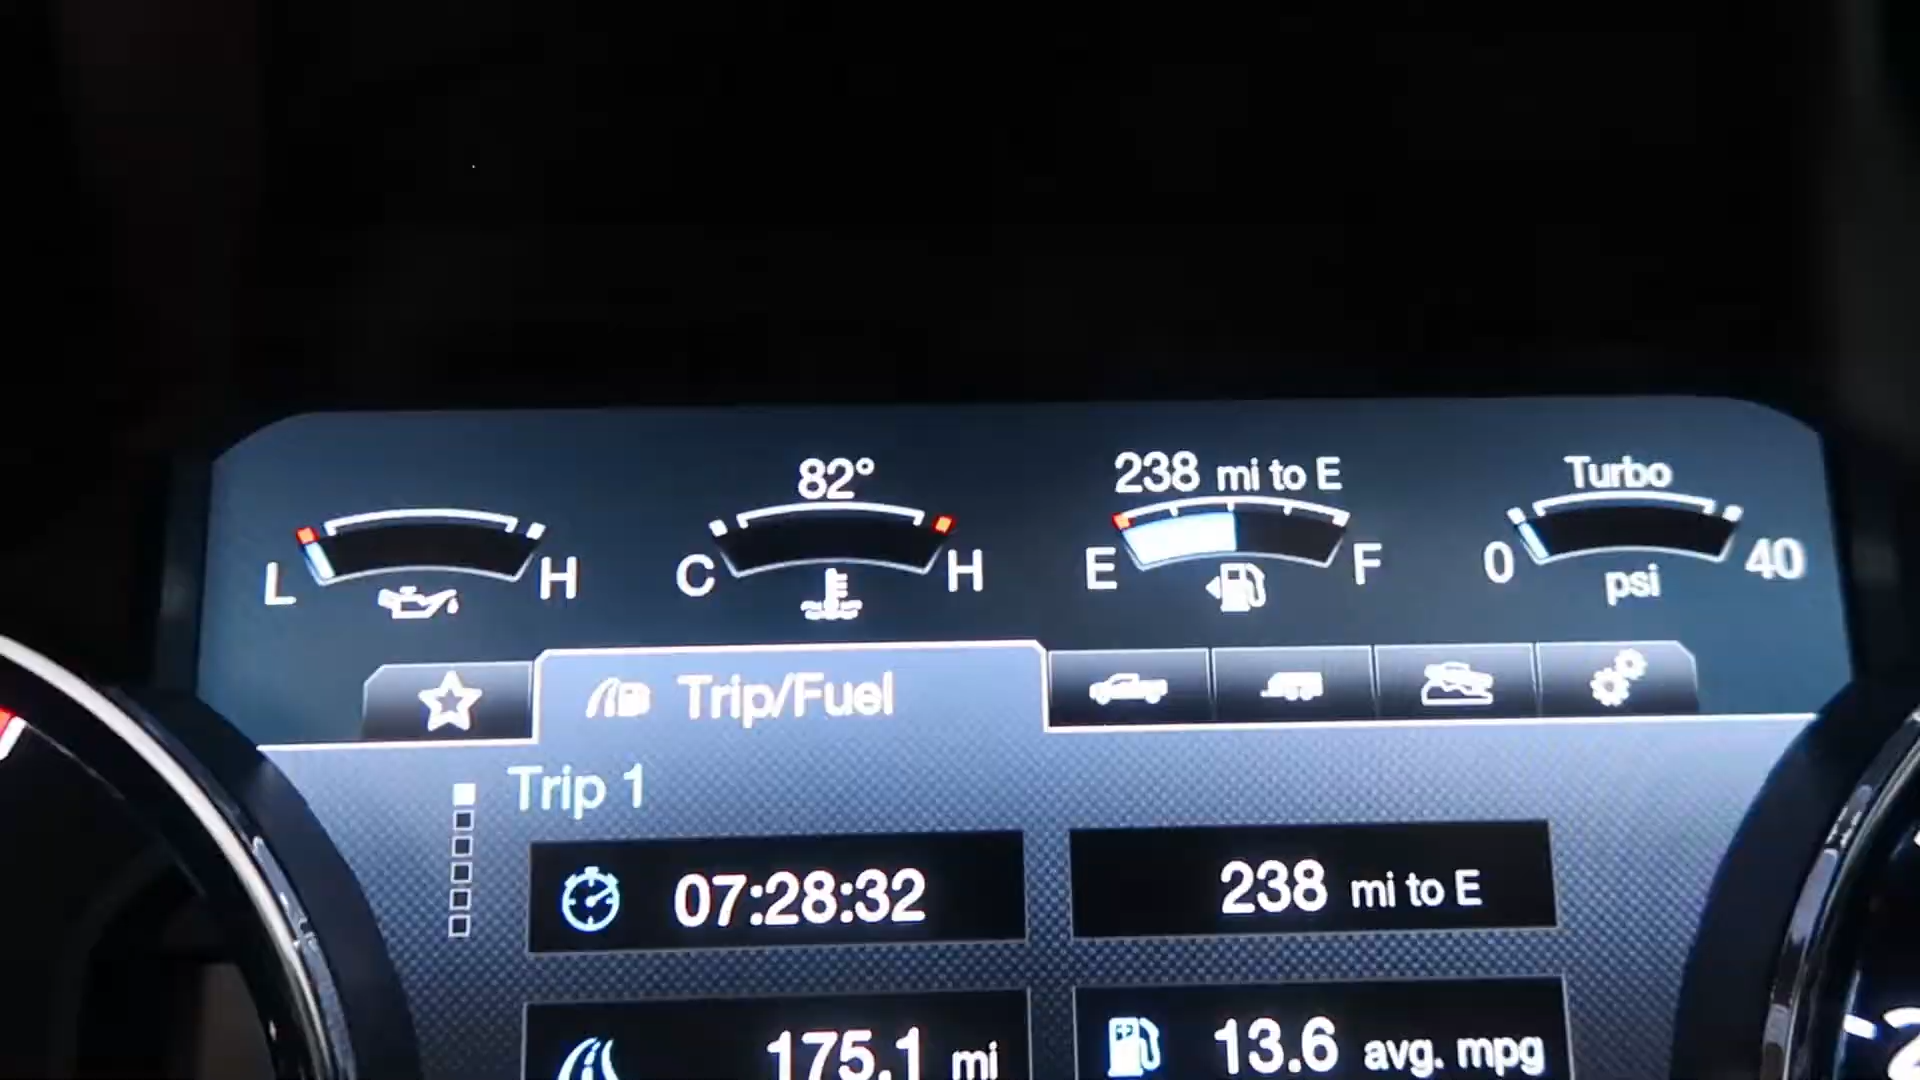 82°
238 mi to E
Turbo
L H
C H
E F
0 40
psi
Trip/Fuel
Trip 1
07:28:32
238 mi to E
175.1 mi
13.6 avg. mpg
2